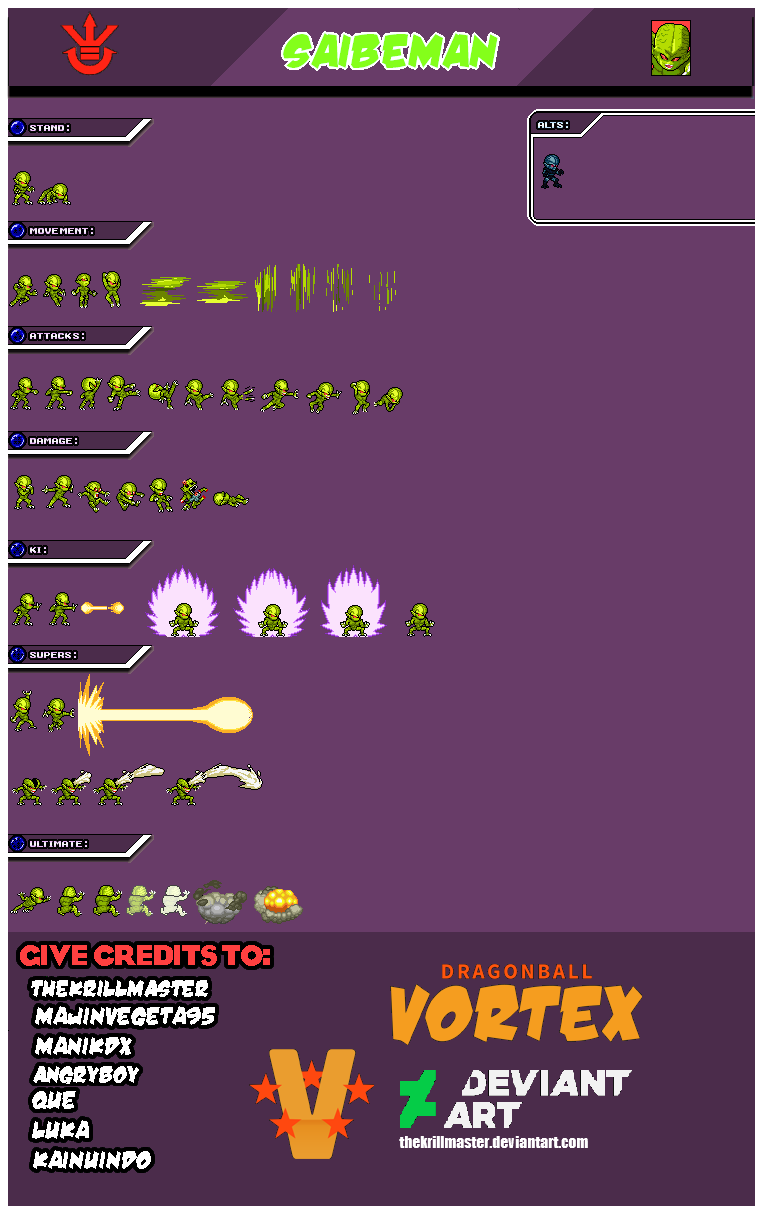 SAIBEMAN
STAND:
ALTS:
MOVEMENT:
ATTACKS:
DAMAGE:
KI:
SUPERS:
ULTIMATE:
GIVE CREDITS TO:
THEKRILLMASTER
MAJINVEGETA95
MANIKDX
ANGRYBOY
QUE
LUKA
KAINUINDO
DRAGONBALL
VORTEX
DEVIANT
ART
thekrillmaster.deviantart.com